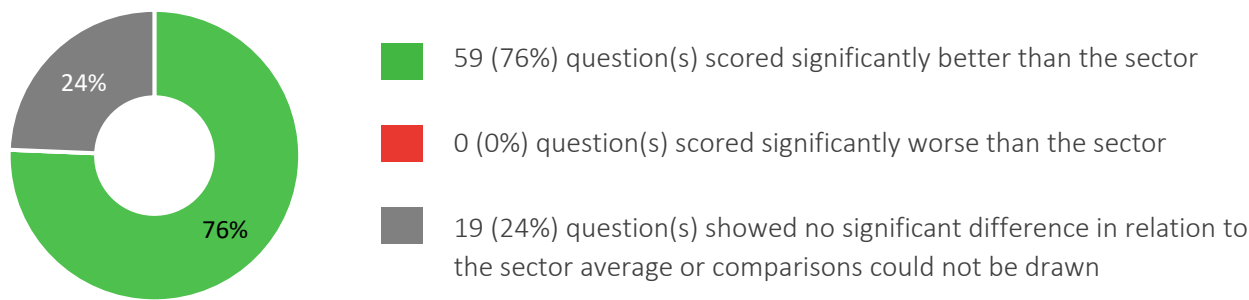 24%
76%
59 (76%) question(s) scored significantly better than the sector
0 (0%) question(s) scored significantly worse than the sector
19 (24%) question(s) showed no significant difference in relation to
the sector average or comparisons could not be drawn